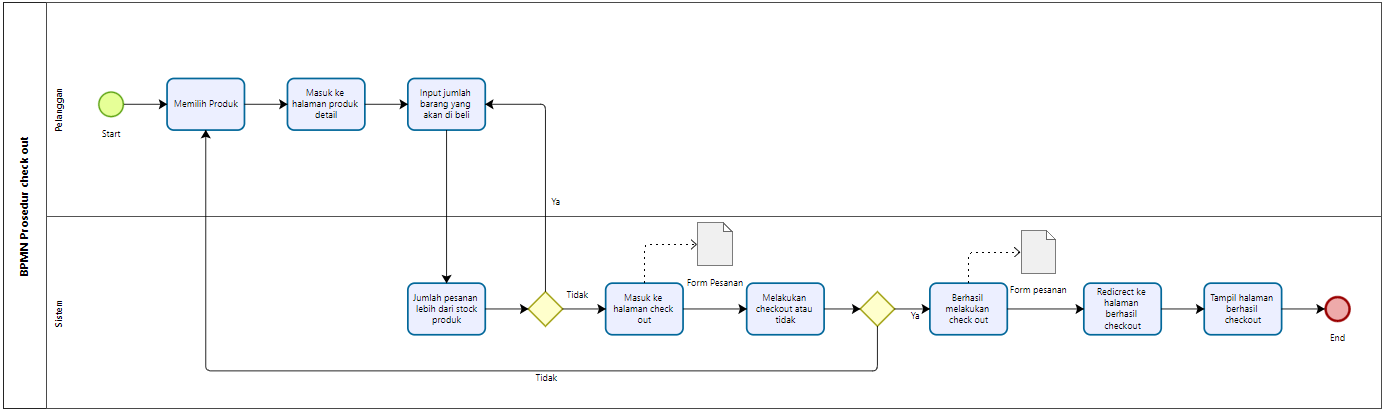 BPMN Prosedur check out
Pelanggan
Start
Memilih Produk
Masuk ke
halaman produk
detail
Input jumlah
barang yang
akan di beli
Ya
Sistem
Jumlah pesanan
lebih dari stock
produk
Tidak
Masuk ke
halaman check
out
Form Pesanan
Melakukan
checkout atau
tidak
Tidak
Ya
Berhasil
melakukan
check out
Form pesanan
Redicrect ke
halaman
berhasil
checkout
Tampil halaman
berhasil
checkout
End